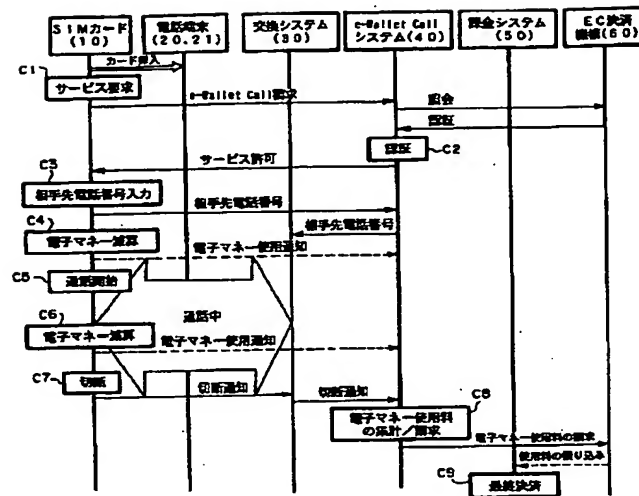 SIMカード
(10)
電話端末
(20,21)
交換システム
(30)
e-Wallet Call
システム(40)
課金システム
(50)
EC決済
機構(60)
カード挿入
C1
サービス要求
e-Wallet Call要求
照会
認証
認証
C2
サービス許可
C3
相手先電話番号入力
相手先電話番号
相手先電話番号
C4
電子マネー減算
電子マネー使用通知
C5
通話開始
通話中
C6
電子マネー減算
電子マネー使用通知
C7
切断
切断通知
切断通知
C8
電子マネー使用料
の集計/請求
電子マネー使用料の請求
使用料の振り込み
C9
最終決済